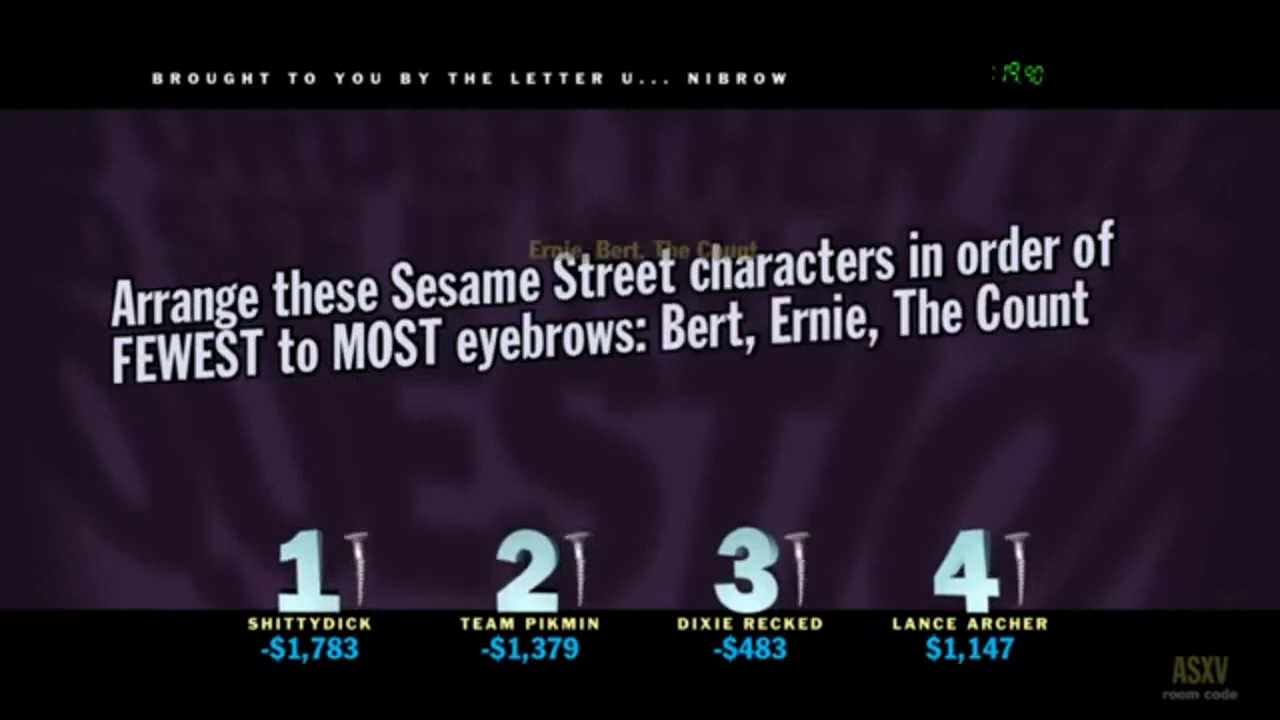 BROUGHT TO YOU BY THE LETTER U... NIBROW
:19.90
Ernie, Bert, The Count
Arrange these Sesame Street characters in order of
FEWEST to MOST eyebrows: Bert, Ernie, The Count
1 2 3 4
SHITTYDICK TEAM PIKMIN DIXIE RECKED LANCE ARCHER
-$1,783 -$1,379 -$483 $1,147
ASXV
room code